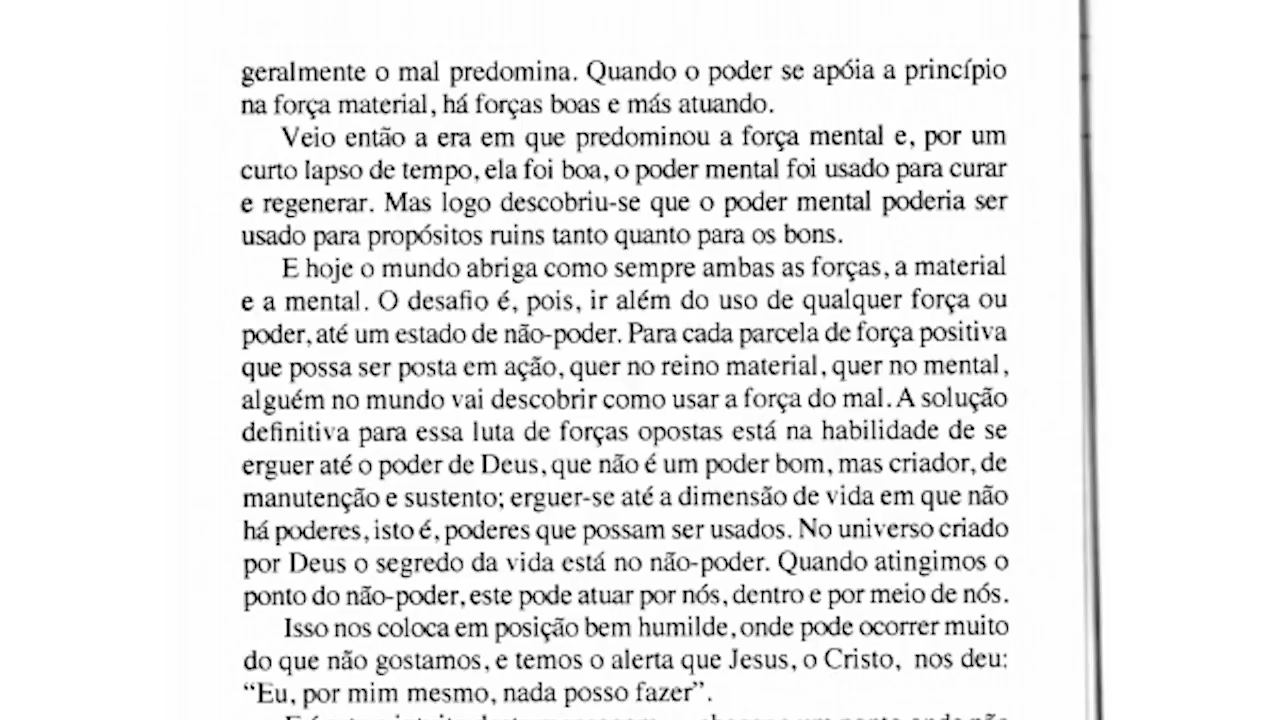 geralmente o mal predomina. Quando o poder se apóia a princípio
na força material, há forças boas e más atuando.
Veio então a era em que predominou a força mental e, por um
curto lapso de tempo, ela foi boa, o poder mental foi usado para curar
e regenerar. Mas logo descobriu-se que o poder mental poderia ser
usado para propósitos ruins tanto quanto para os bons.
E hoje o mundo abriga como sempre ambas as forças, a material
e a mental. O desafio é, pois, ir além do uso de qualquer força ou
poder, até um estado de não-poder. Para cada parcela de força positiva
que possa ser posta em ação, quer no reino material, quer no mental,
alguém no mundo vai descobrir como usar a força do mal. A solução
definitiva para essa luta de forças opostas está na habilidade de se
erguer até o poder de Deus, que não é um poder bom, mas criador, de
manutenção e sustento; erguer-se até a dimensão de vida em que não
há poderes, isto é, poderes que possam ser usados. No universo criado
por Deus o segredo da vida está no não-poder. Quando atingimos o
ponto do não-poder, este pode atuar por nós, dentro e por meio de nós.
Isso nos coloca em posição bem humilde, onde pode ocorrer muito
do que não gostamos, e temos o alerta que Jesus, o Cristo, nos deu:
“Eu, por mim mesmo, nada posso fazer”.